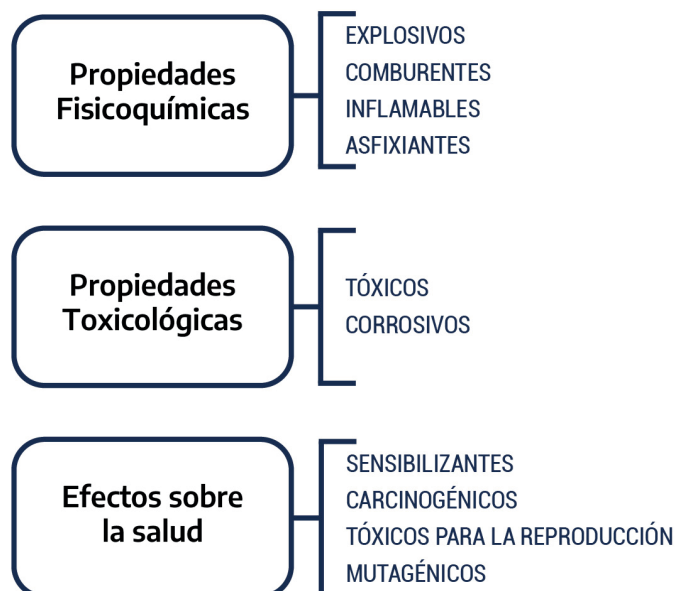 Propiedades
Fisicoquímicas
EXPLOSIVOS
COMBURENTES
INFLAMABLES
ASFIXIANTES
Propiedades
Toxicológicas
TÓXICOS
CORROSIVOS
Efectos sobre
la salud
SENSIBILIZANTES
CARCINOGÉNICOS
TÓXICOS PARA LA REPRODUCCIÓN
MUTAGÉNICOS